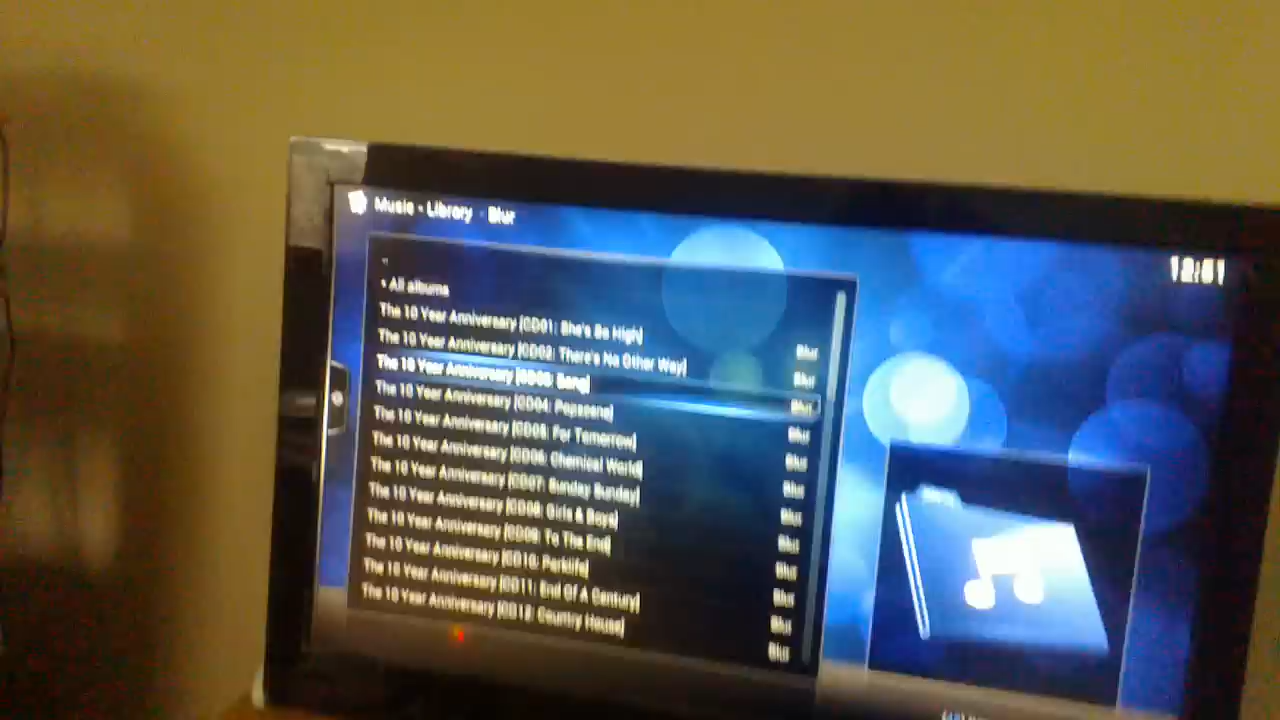 Music - Library - Blur
12:51
..
• All albums
The 10 Year Anniversary [CD01: She's So High] Blur
The 10 Year Anniversary [CD02: There's No Other Way] Blur
The 10 Year Anniversary [CD03: Bang] Blur
The 10 Year Anniversary [CD04: Popscene] Blur
The 10 Year Anniversary [CD05: For Tomorrow] Blur
The 10 Year Anniversary [CD06: Chemical World] Blur
The 10 Year Anniversary [CD07: Sunday Sunday] Blur
The 10 Year Anniversary [CD08: Girls & Boys] Blur
The 10 Year Anniversary [CD09: To The End] Blur
The 10 Year Anniversary [CD10: Parklife] Blur
The 10 Year Anniversary [CD11: End Of A Century] Blur
The 10 Year Anniversary [CD12: Country House] Blur